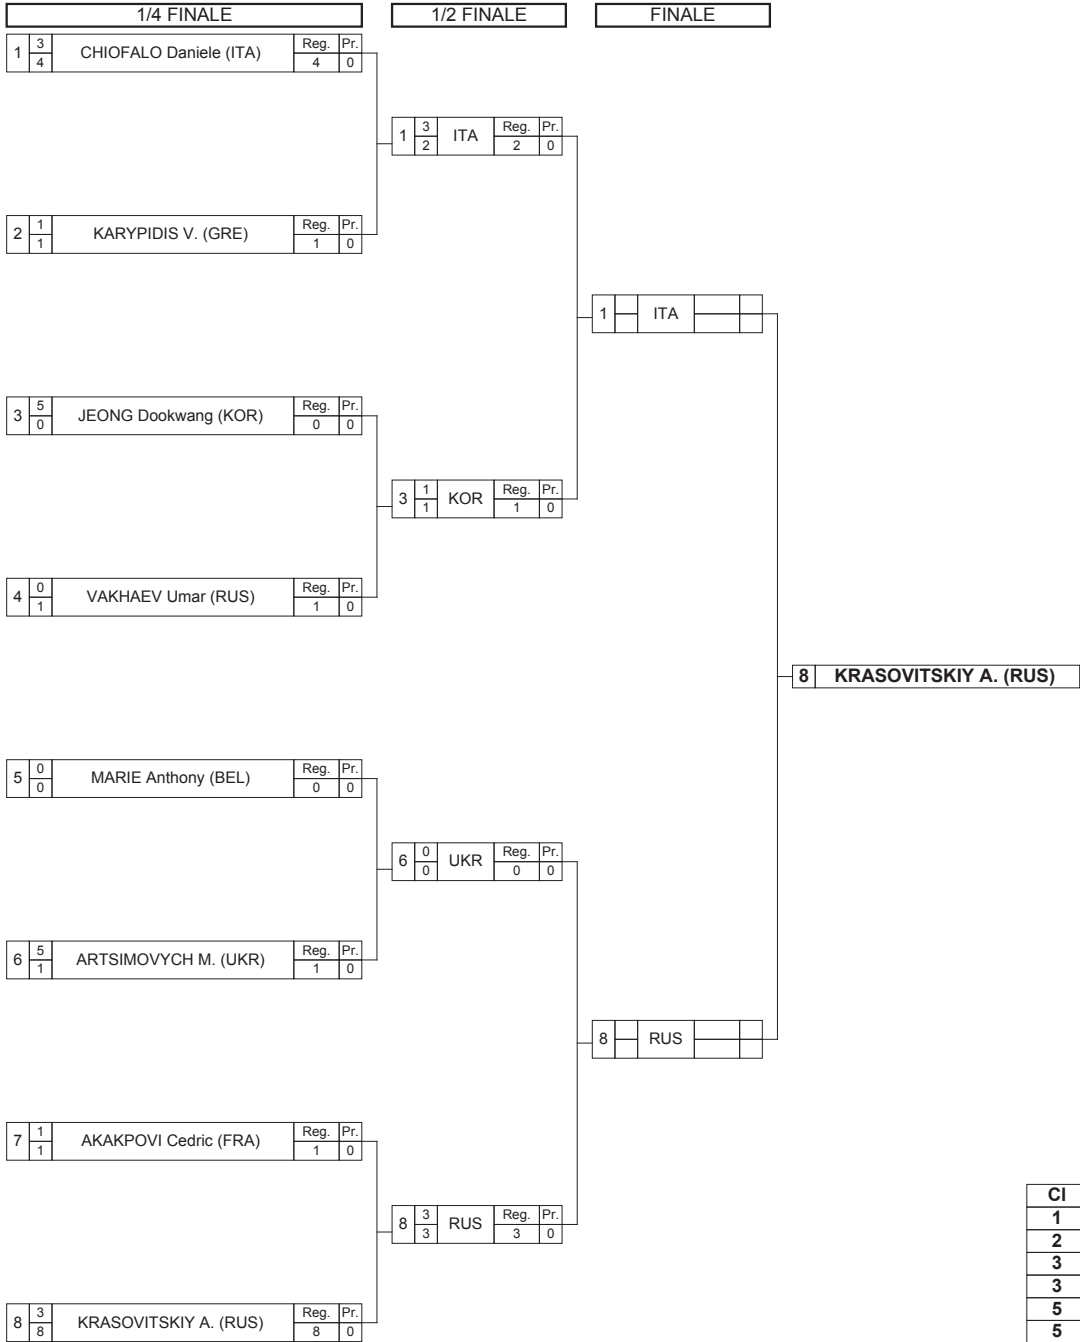 1/4 FINALE 1/2 FINALE FINALE
1 3 4 CHIOFALO Daniele (ITA) Reg. Pr. 4 0
1 3 2 ITA Reg. Pr. 2 0
2 1 1 KARYPIDIS V. (GRE) Reg. Pr. 1 0
1 ITA
3 5 0 JEONG Dookwang (KOR) Reg. Pr. 0 0
3 1 1 KOR Reg. Pr. 1 0
4 0 1 VAKHAEV Umar (RUS) Reg. Pr. 1 0
8 KRASOVITSKIY A. (RUS)
5 0 0 MARIE Anthony (BEL) Reg. Pr. 0 0
6 0 0 UKR Reg. Pr. 0 0
6 5 1 ARTSIMOVYCH M. (UKR) Reg. Pr. 1 0
8 RUS
7 1 1 AKAKPOVI Cedric (FRA) Reg. Pr. 1 0
8 3 3 RUS Reg. Pr. 3 0
8 3 8 KRASOVITSKIY A. (RUS) Reg. Pr. 8 0
Cl
1
2
3
3
5
5